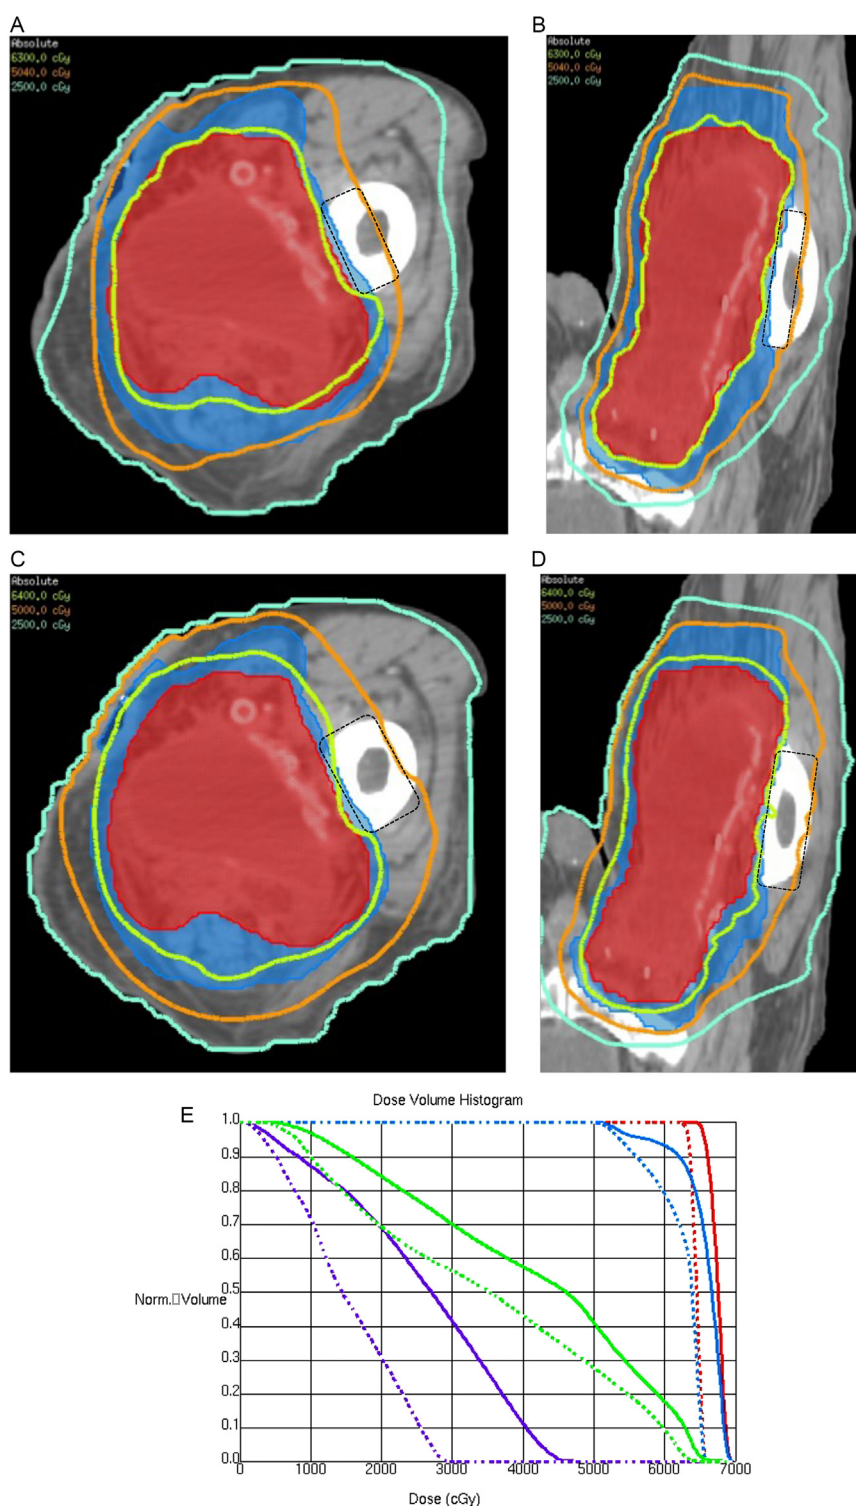 A
Absolute
6300.0 cGy
5040.0 cGy
2500.0 cGy
B
Absolute
6300.0 cGy
5040.0 cGy
2500.0 cGy
C
Absolute
6400.0 cGy
5000.0 cGy
2500.0 cGy
D
Absolute
6400.0 cGy
5000.0 cGy
2500.0 cGy
E
Dose Volume Histogram
1.0
0.9
0.8
0.7
0.6
Norm.□Volume
0.5
0.4
0.3
0.2
0.1
0.0
0 1000 2000 3000 4000 5000 6000 7000
Dose (cGy)